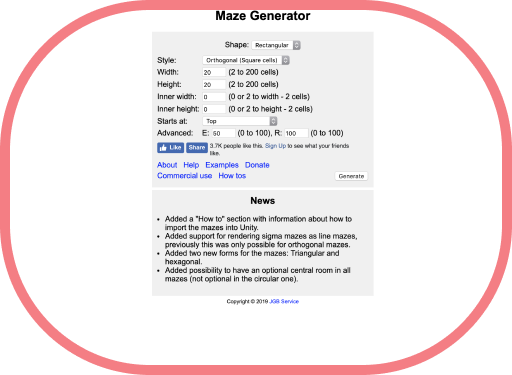 Maze Generator
Shape: Rectangular
Style: Orthogonal (Square cells)
Width: 20 (2 to 200 cells)
Height: 20 (2 to 200 cells)
Inner width: 0 (0 or 2 to width - 2 cells)
Inner height: 0 (0 or 2 to height - 2 cells)
Starts at: Top
Advanced: E: 50 (0 to 100), R: 100 (0 to 100)
Like Share 3.7K people like this. Sign Up to see what your friends
like.
About Help Examples Donate
Commercial use How tos Generate
News
• Added a "How to" section with information about how to
import the mazes into Unity.
• Added support for rendering sigma mazes as line mazes,
previously this was only possible for orthogonal mazes.
• Added two new forms for the mazes: Triangular and
hexagonal.
• Added possibility to have an optional central room in all
mazes (not optional in the circular one).
Copyright © 2019 JGB Service